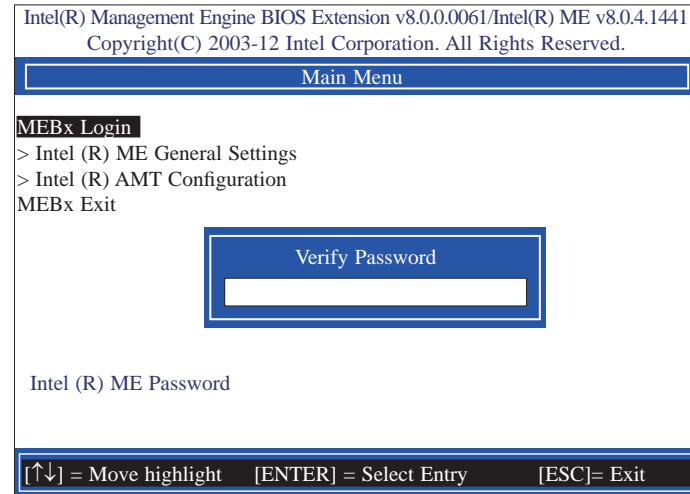 Intel(R) Management Engine BIOS Extension v8.0.0.0061/Intel(R) ME v8.0.4.1441
Copyright(C) 2003-12 Intel Corporation. All Rights Reserved.
Main Menu
MEBx Login
> Intel (R) ME General Settings
> Intel (R) AMT Configuration
MEBx Exit
Verify Password
Intel (R) ME Password
[↑↓] = Move highlight [ENTER] = Select Entry [ESC]= Exit